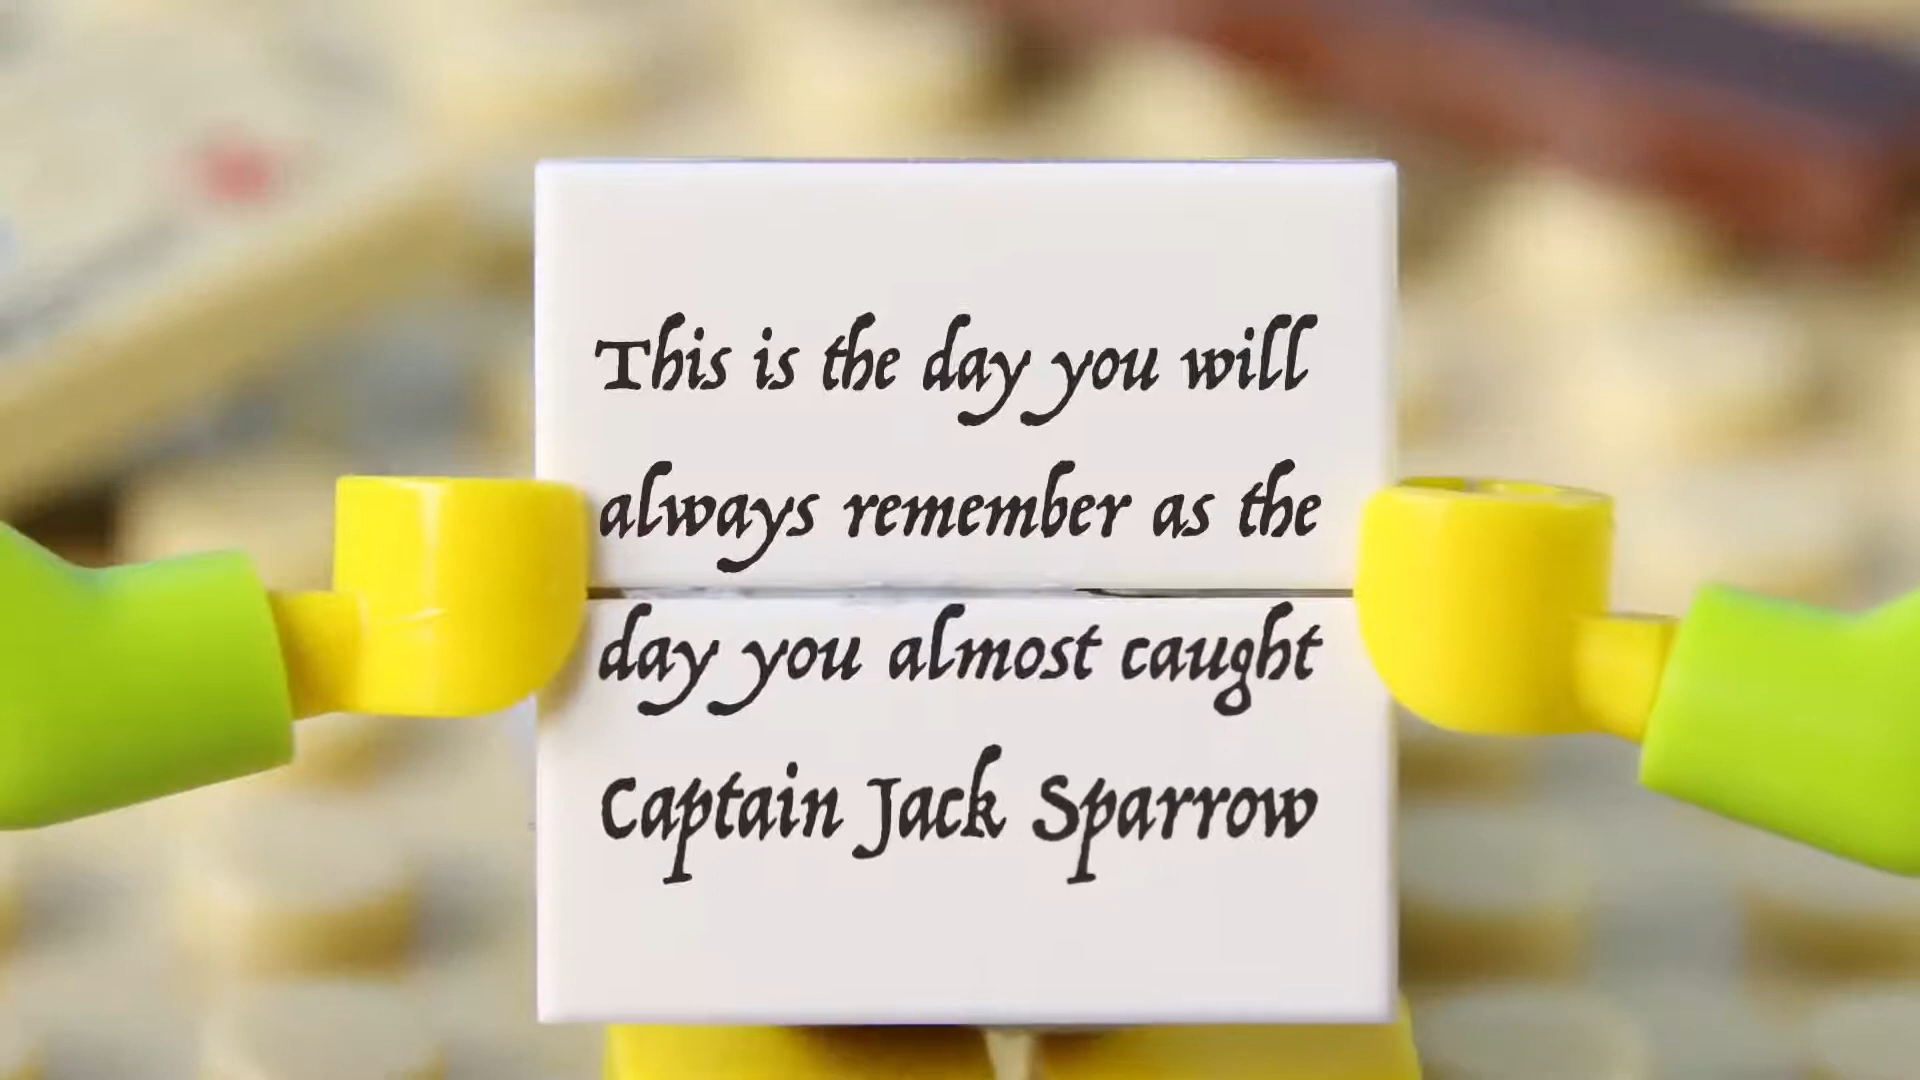 This is the day you will
always remember as the
day you almost caught
Captain Jack Sparrow